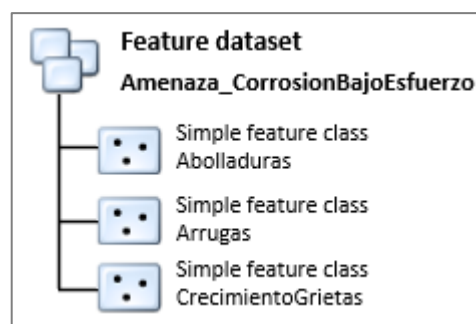 Feature dataset
Amenaza_CorrosionBajoEsfuerzo
Simple feature class
Abolladuras
Simple feature class
Arrugas
Simple feature class
CrecimientoGrietas